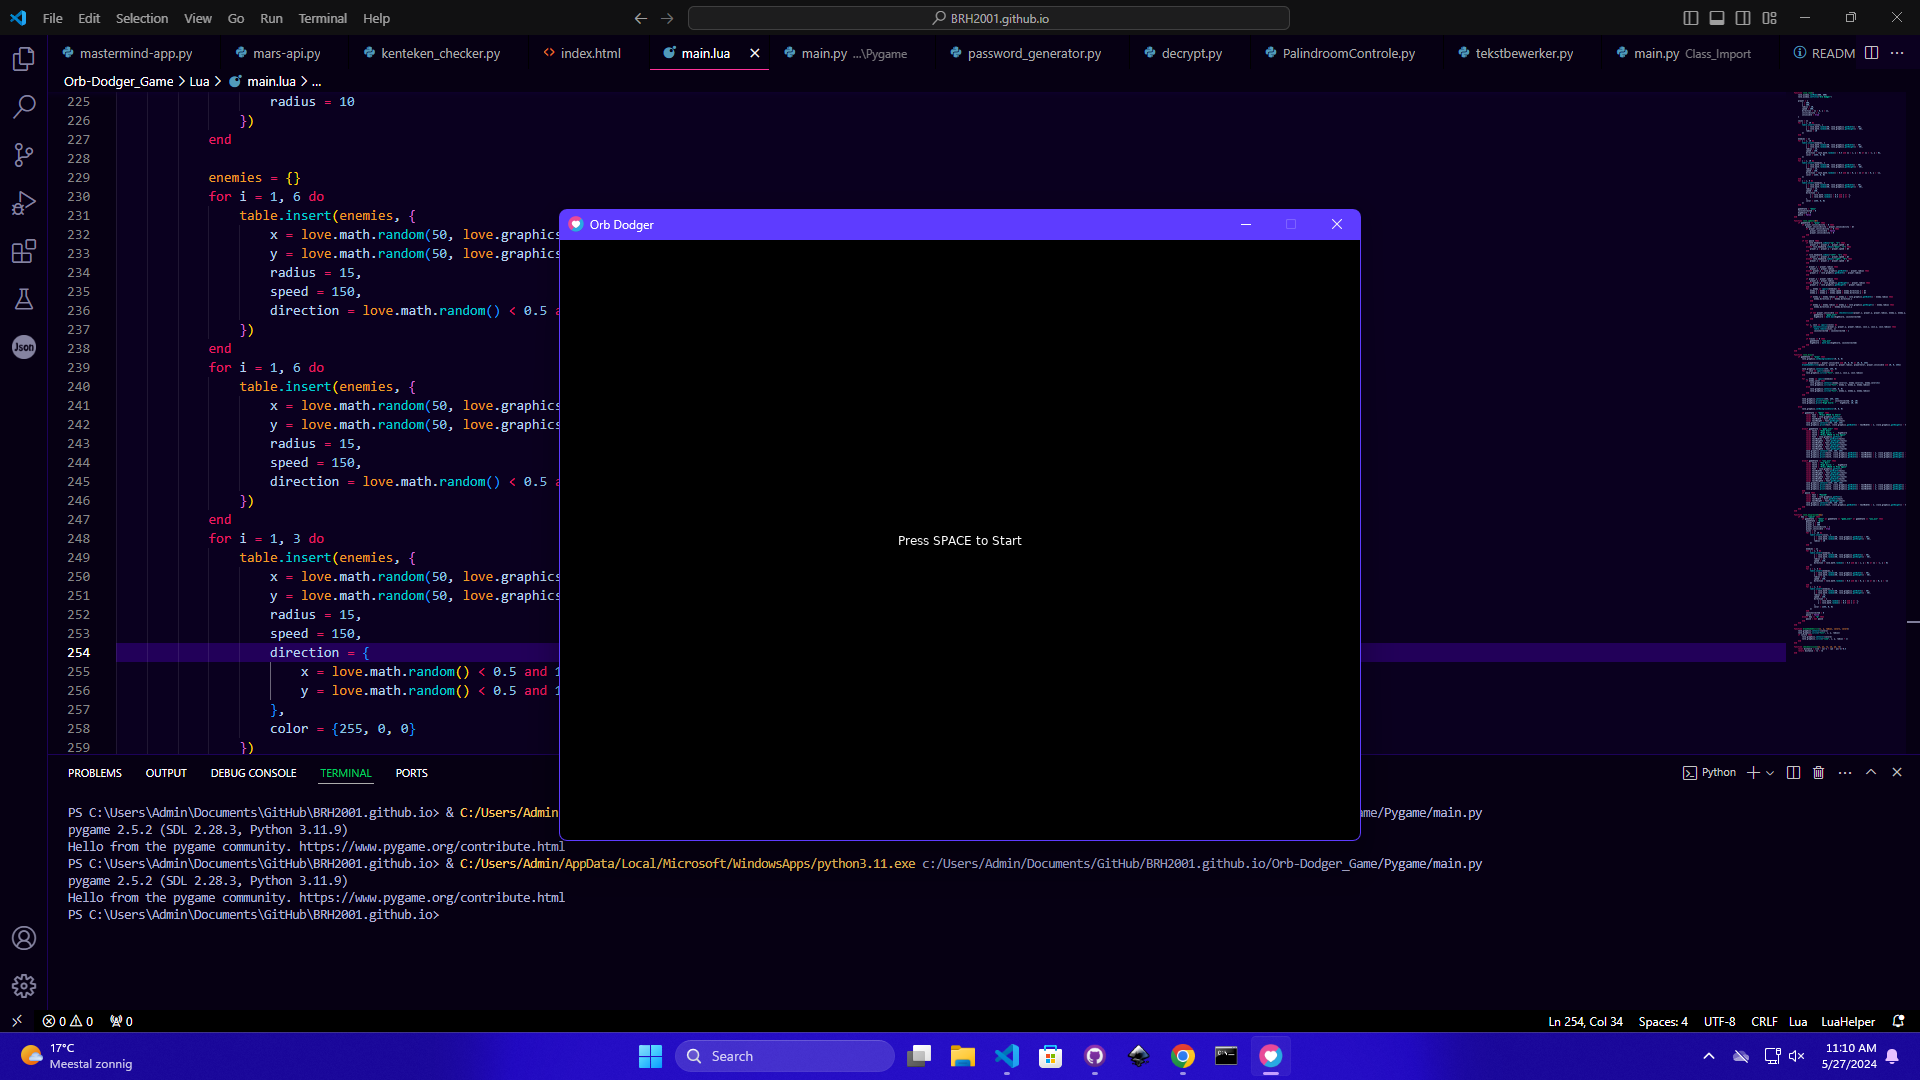 File Edit Selection View Go Run Terminal Help
BRH2001.github.io
mastermind-app.py mars-api.py kenteken_checker.py index.html main.lua main.py ...\Pygame password_generator.py decrypt.py PalindroomControle.py tekstbewerker.py main.py Class_Import READM
Orb-Dodger_Game > Lua > main.lua > ...
225 radius = 10
226 })
227 end
228
229 enemies = {}
230 for i = 1, 6 do
231 table.insert(enemies, {
232 x = love.math.random(50, love.graphics
233 y = love.math.random(50, love.graphics
234 radius = 15,
235 speed = 150,
236 direction = love.math.random() < 0.5 a
237 })
238 end
239 for i = 1, 6 do
240 table.insert(enemies, {
241 x = love.math.random(50, love.graphics
242 y = love.math.random(50, love.graphics
243 radius = 15,
244 speed = 150,
245 direction = love.math.random() < 0.5 a
246 })
247 end
248 for i = 1, 3 do
249 table.insert(enemies, {
250 x = love.math.random(50, love.graphics
251 y = love.math.random(50, love.graphics
252 radius = 15,
253 speed = 150,
254 direction = {
255 x = love.math.random() < 0.5 and 1
256 y = love.math.random() < 0.5 and 1
257 },
258 color = {255, 0, 0}
259 })
Json
Orb Dodger
Press SPACE to Start
PROBLEMS OUTPUT DEBUG CONSOLE TERMINAL PORTS
Python
PS C:\Users\Admin\Documents\GitHub\BRH2001.github.io> & C:/Users/Admin ame/Pygame/main.py
pygame 2.5.2 (SDL 2.28.3, Python 3.11.9)
Hello from the pygame community. https://www.pygame.org/contribute.html
PS C:\Users\Admin\Documents\GitHub\BRH2001.github.io> & C:/Users/Admin/AppData/Local/Microsoft/WindowsApps/python3.11.exe c:/Users/Admin/Documents/GitHub/BRH2001.github.io/Orb-Dodger_Game/Pygame/main.py
pygame 2.5.2 (SDL 2.28.3, Python 3.11.9)
Hello from the pygame community. https://www.pygame.org/contribute.html
PS C:\Users\Admin\Documents\GitHub\BRH2001.github.io>
0 0 0
Ln 254, Col 34 Spaces: 4 UTF-8 CRLF Lua LuaHelper
17°C
Meestal zonnig
Search
11:10 AM
5/27/2024